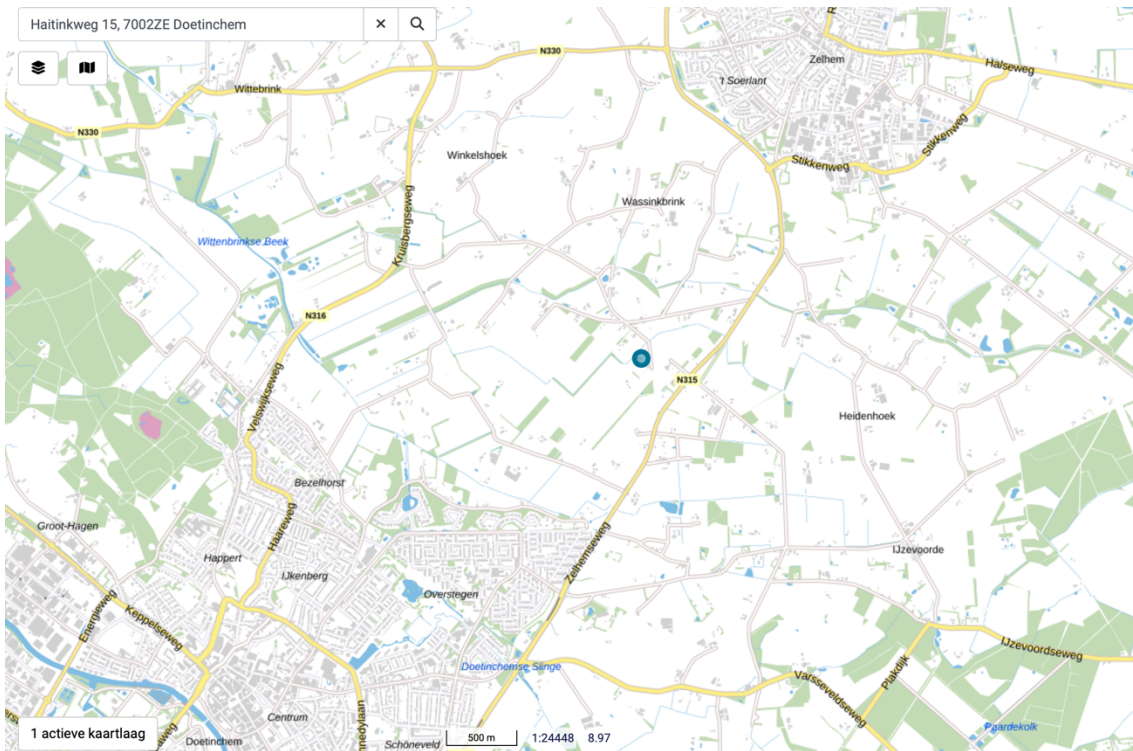 Haitinkweg 15, 7002ZE Doetinchem
N330
Zelhem
Halseweg
't Soerlant
Wittebrink
N330
Stikkenweg
Winkelshoek
Stikkenweg
Kruisbergseweg
Wassinkbrink
Wittenbrinkse Beek
N316
N315
Velswijkseweg
Heidenhoek
Bezelhorst
Groot-Hagen
Haareweg
Zelhemseweg
IJzevoorde
Happert
IJkenberg
Overstegen
Energieweg
Keppelseweg
IJzevoordseweg
Doetinchemse Slinge
Plakdijk
Varsseveldseweg
Centrum
Paardekolk
1 actieve kaartlaag
Doetinchem
Schöneveld
500 m
1:24448
8.97